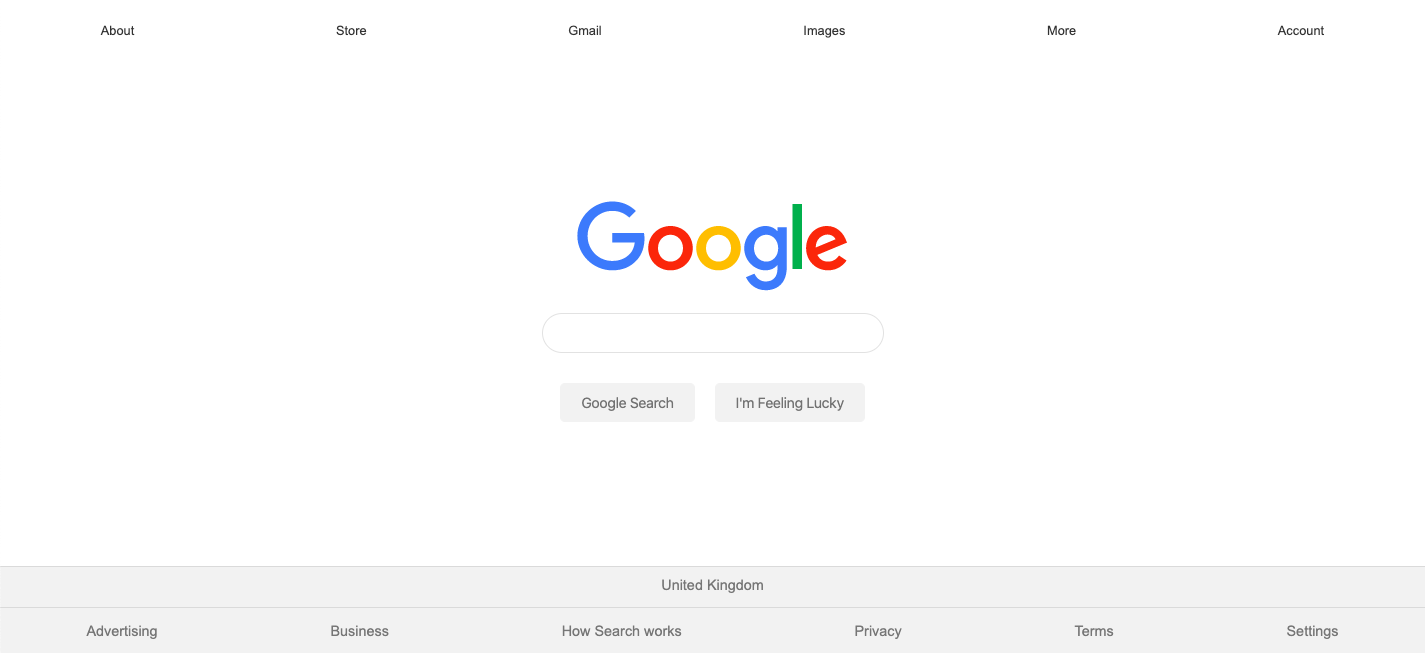 About Store Gmail Images More Account
Google
Google Search I'm Feeling Lucky
United Kingdom
Advertising Business How Search works Privacy Terms Settings